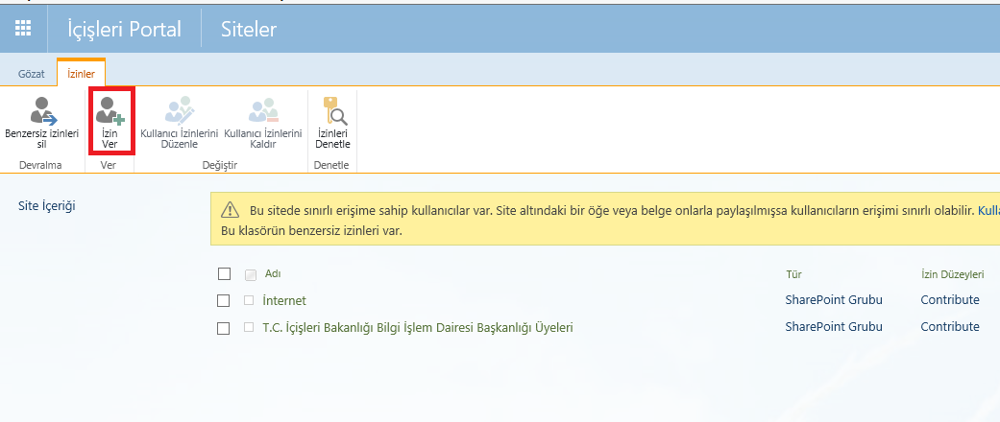 İçişleri Portal Siteler
Gözat İzinler
Benzersiz izinleri sil
İzin Ver
Kullanıcı İzinlerini Düzenle
Kullanıcı İzinlerini Kaldır
İzinleri Denetle
Devralma Ver Değiştir Denetle
Site İçeriği
Bu sitede sınırlı erişime sahip kullanıcılar var. Site altındaki bir öğe veya belge onlarla paylaşılmışsa kullanıcıların erişimi sınırlı olabilir. Kulla
Bu klasörün benzersiz izinleri var.
Adı Tür İzin Düzeyleri
İnternet SharePoint Grubu Contribute
T.C. İçişleri Bakanlığı Bilgi İşlem Dairesi Başkanlığı Üyeleri SharePoint Grubu Contribute